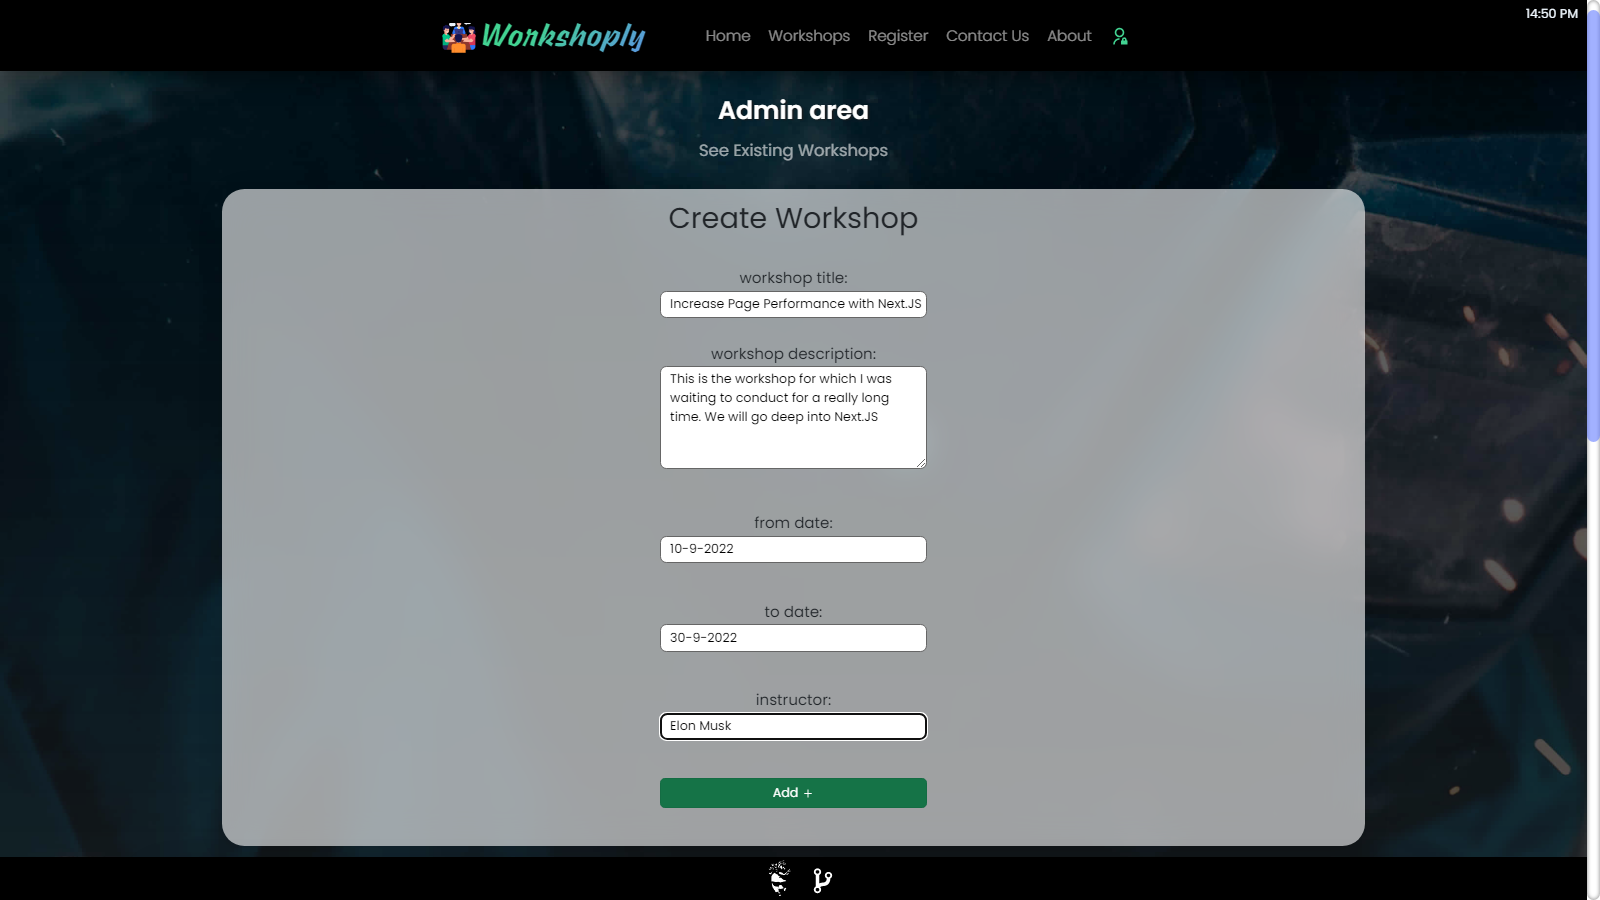 14:50 PM
Workshoply
Home Workshops Register Contact Us About
Admin area
See Existing Workshops
Create Workshop
workshop title:
Increase Page Performance with Next.JS
workshop description:
This is the workshop for which I was
waiting to conduct for a really long
time. We will go deep into Next.JS
from date:
10-9-2022
to date:
30-9-2022
instructor:
Elon Musk
Add +